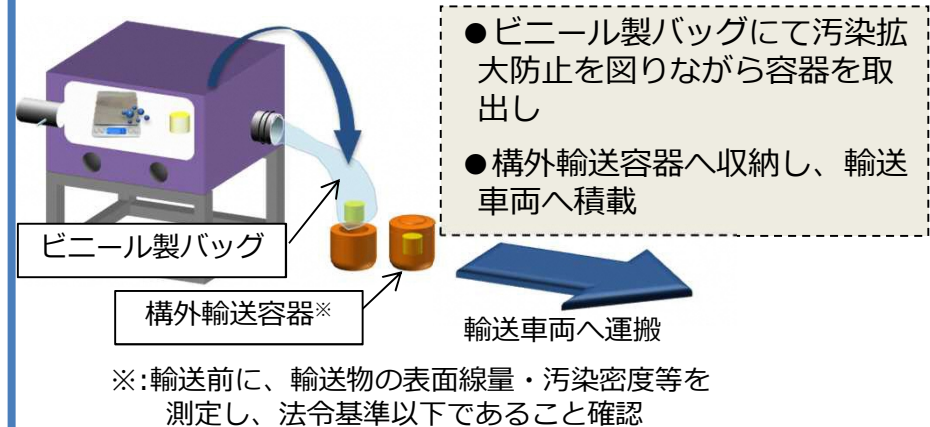 ●ビニール製バッグにて汚染拡
大防止を図りながら容器を取
出し
●構外輸送容器へ収納し、輸送
車両へ積載
ビニール製バッグ
構外輸送容器※
輸送車両へ運搬
※:輸送前に、輸送物の表面線量・汚染密度等を
測定し、法令基準以下であること確認